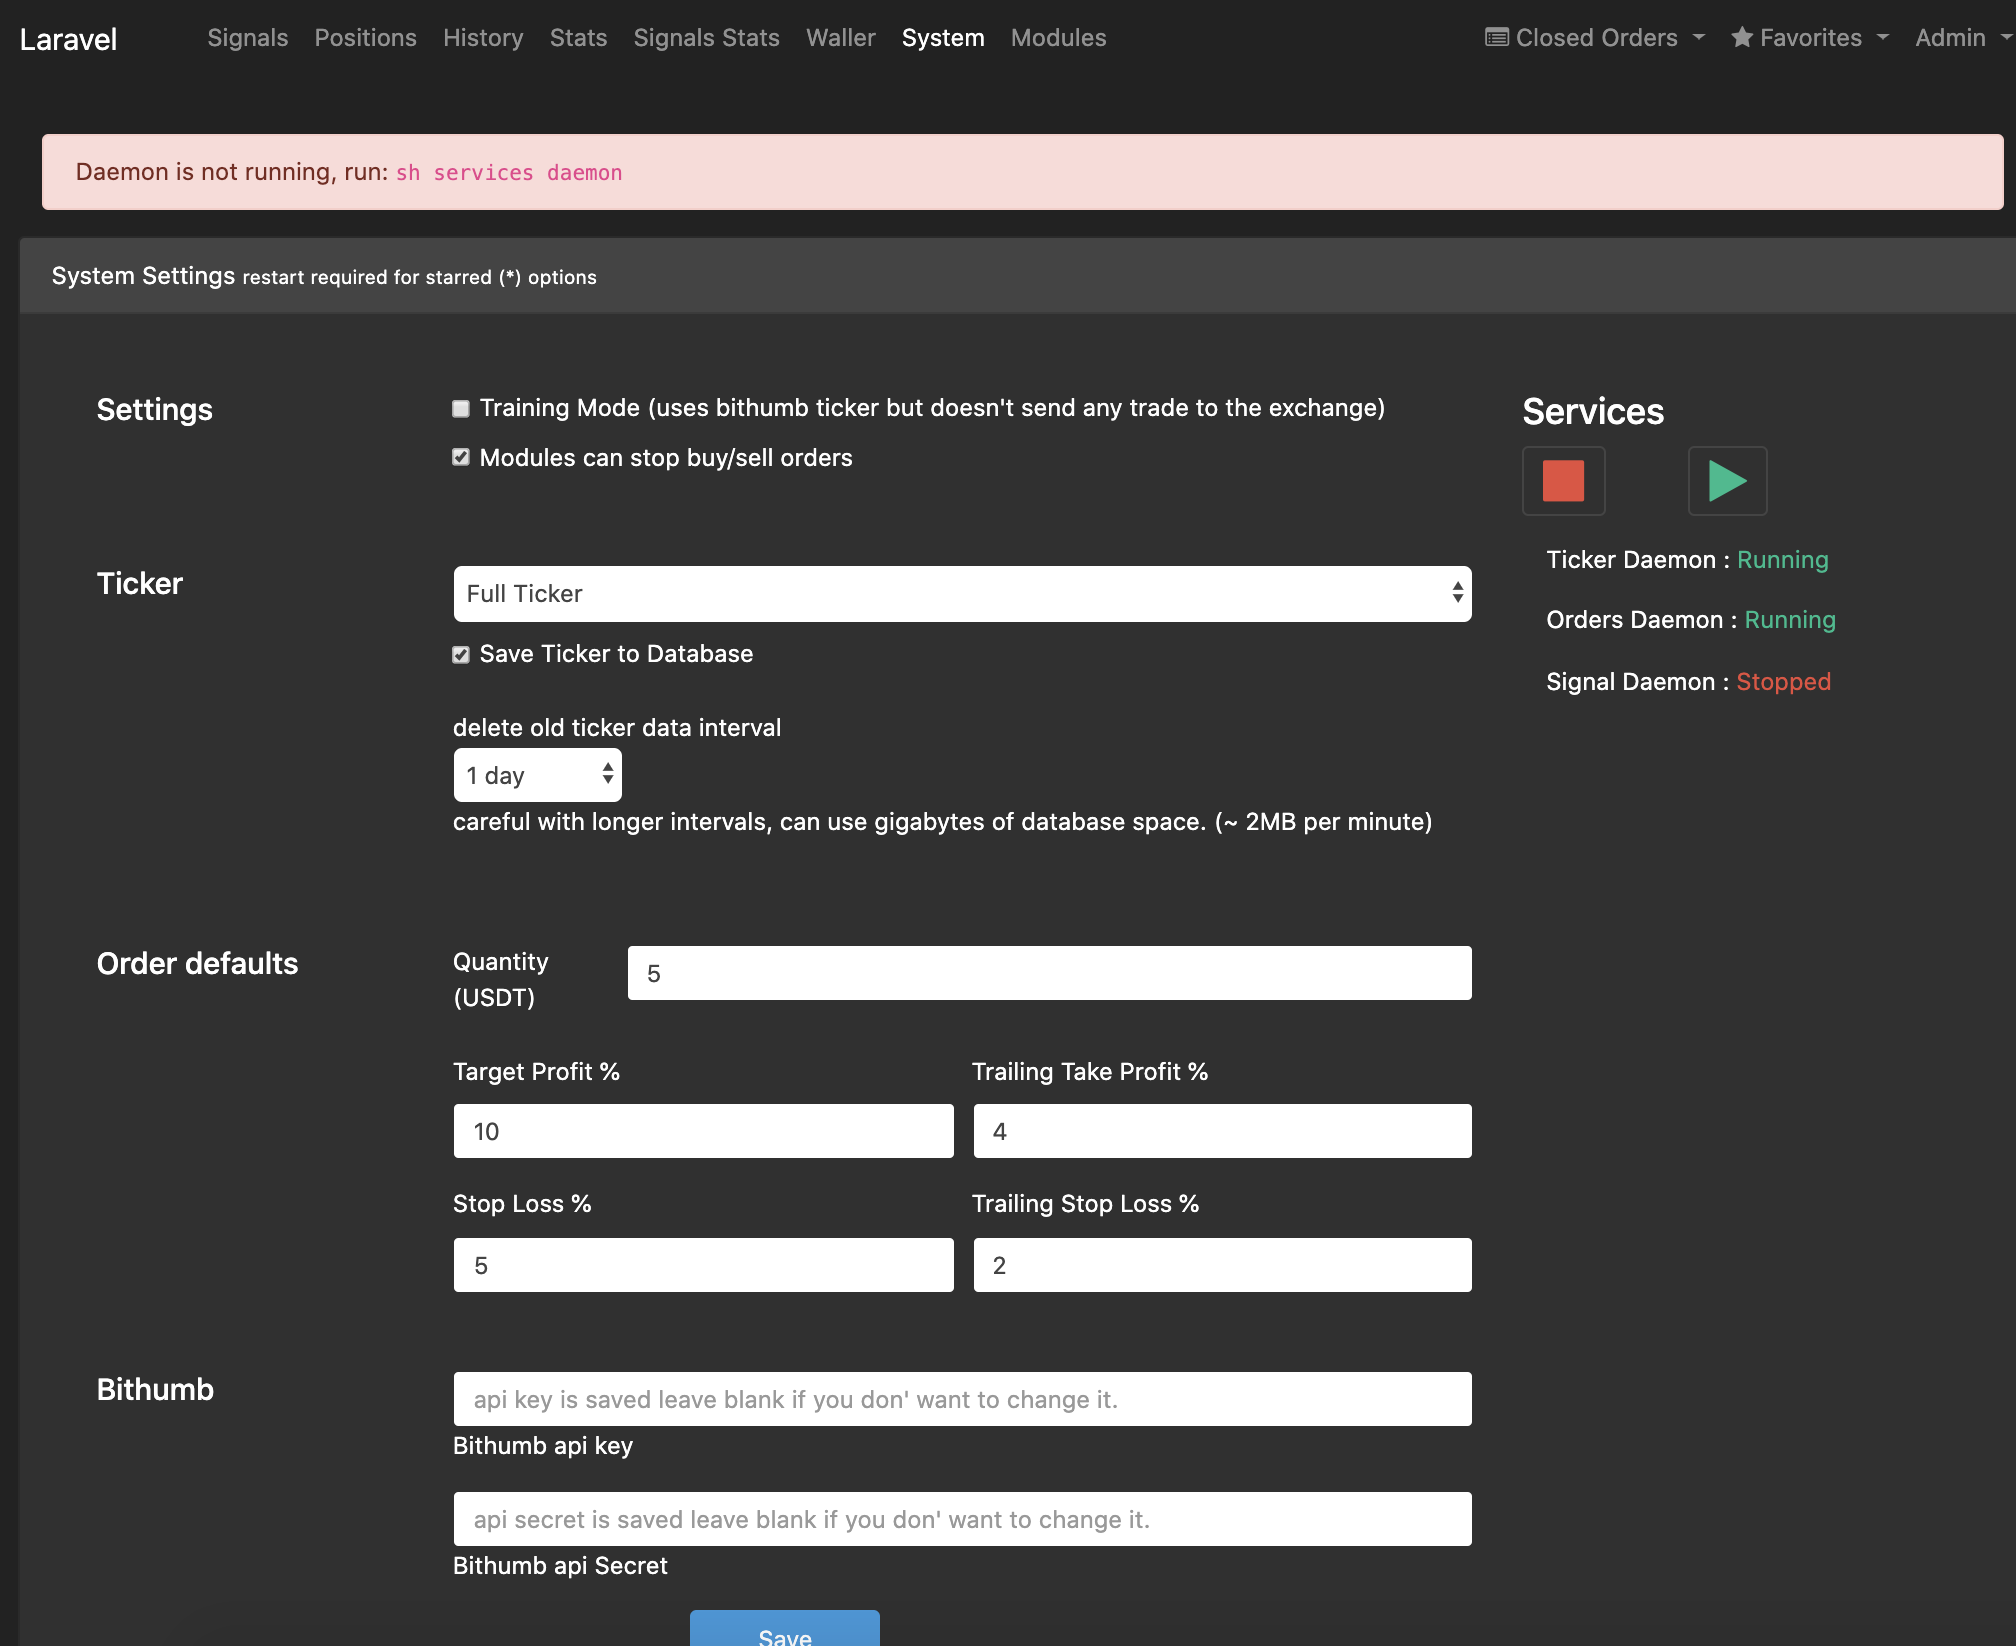 Laravel Signals Positions History Stats Signals Stats Waller System Modules Closed Orders Favorites Admin
Daemon is not running, run: sh services daemon
System Settings restart required for starred (*) options
Settings
Training Mode (uses bithumb ticker but doesn't send any trade to the exchange)
Modules can stop buy/sell orders
Services
Ticker Daemon : Running
Orders Daemon : Running
Signal Daemon : Stopped
Ticker
Full Ticker
Save Ticker to Database
delete old ticker data interval
1 day
careful with longer intervals, can use gigabytes of database space. (~ 2MB per minute)
Order defaults
Quantity
(USDT)
5
Target Profit % Trailing Take Profit %
10 4
Stop Loss % Trailing Stop Loss %
5 2
Bithumb
api key is saved leave blank if you don' want to change it.
Bithumb api key
api secret is saved leave blank if you don' want to change it.
Bithumb api Secret
Save